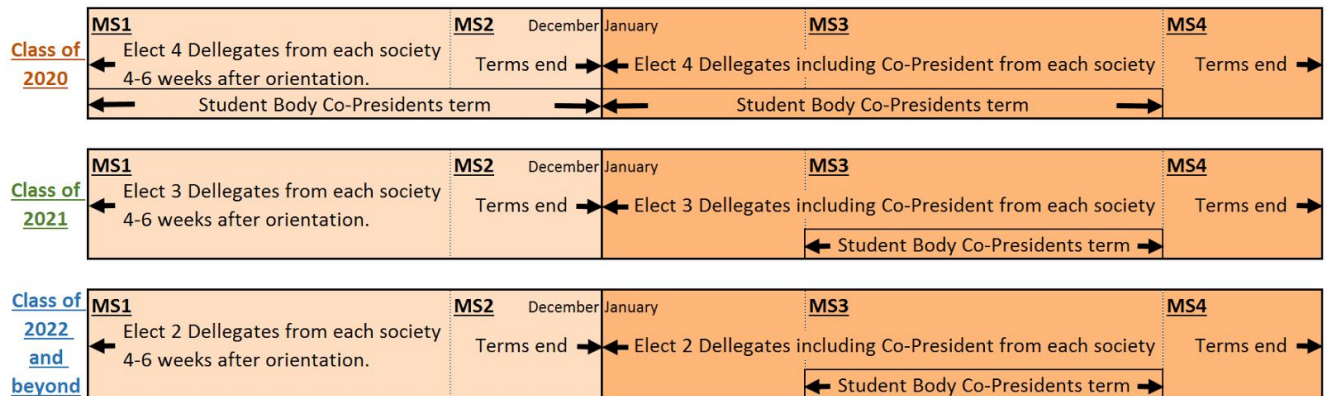 Class of
2020
MS1
MS2
December
January
MS3
MS4
Elect 4 Dellegates from each society
4-6 weeks after orientation.
Terms end
Elect 4 Dellegates including Co-President from each society
Terms end
Student Body Co-Presidents term
Student Body Co-Presidents term
Class of
2021
MS1
MS2
December
January
MS3
MS4
Elect 3 Dellegates from each society
4-6 weeks after orientation.
Terms end
Elect 3 Dellegates including Co-President from each society
Terms end
Student Body Co-Presidents term
Class of
2022
and
beyond
MS1
MS2
December
January
MS3
MS4
Elect 2 Dellegates from each society
4-6 weeks after orientation.
Terms end
Elect 2 Dellegates including Co-President from each society
Terms end
Student Body Co-Presidents term